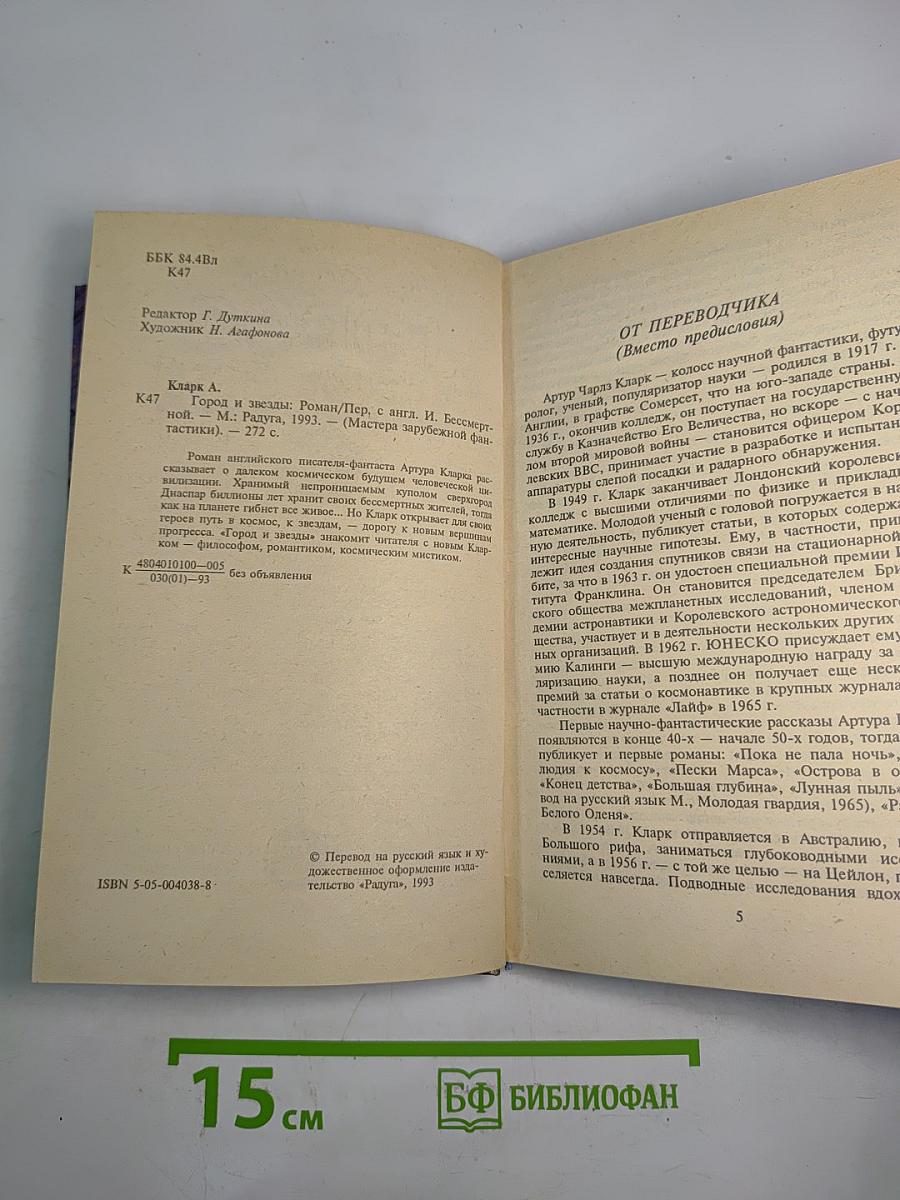 ББК 84.4Вл
К47
Редактор Г. Дуткина
Художник Н. Агафонова
Кларк А.
К47 Город и звезды: Роман/Пер, с англ. И. Бессмерт-
ной. — М.: Радуга, 1993. — (Мастера зарубежной фан-
тастики). — 272 с.
Роман английского писателя-фантаста Артура Кларка рас-
сказывает о далеком космическом будущем человеческой ци-
вилизации. Хранимый непроницаемым куполом сверхгород
Диаспар биллионы лет хранит своих бессмертных жителей, тогда
как на планете гибнет все живое... Но Кларк открывает для своих
героев путь в космос, к звездам, — дорогу к новым вершинам
прогресса. «Город и звезды» знакомит читателя с новым Клар-
ком — философом, романтиком, космическим мистиком.
К 4804010100—005
030(01)—93 без объявления
ISBN 5-05-004038-8
© Перевод на русский язык и ху-
дожественное оформление изда-
тельство «Радуга», 1993
ОТ ПЕРЕВОДЧИКА
(Вместо предисловия)
Артур Чарлз Кларк — колосс научной фантастики, футу
ролог, ученый, популяризатор науки — родился в 1917 г.
Англии, в графстве Сомерсет, что на юго-западе страны.
1936 г., окончив колледж, он поступает на государственну
службу в Казначейство Его Величества, но вскоре — с нач
лом второй мировой войны — становится офицером Кор
левских ВВС, принимает участие в разработке и испытан
аппаратуры слепой посадки и радарного обнаружения.
В 1949 г. Кларк заканчивает Лондонский королевск
колледж с высшими отличиями по физике и приклад
математике. Молодой ученый с головой погружается в на
ную деятельность, публикует статьи, в которых содержа
интересные научные гипотезы. Ему, в частности, прин
лежит идея создания спутников связи на стационарной
бите, за что в 1963 г. он удостоен специальной премии И
титута Франклина. Он становится председателем Бри
ского общества межпланетных исследований, членом
демии астронавтики и Королевского астрономического
щества, участвует и в деятельности нескольких других
ных организаций. В 1962 г. ЮНЕСКО присуждает ему
мию Калинги — высшую международную награду за
ляризацию науки, а позднее он получает еще неск
премий за статьи о космонавтике в крупных журнала
частности в журнале «Лайф» в 1965 г.
Первые научно-фантастические рассказы Артура
появляются в конце 40-х — начале 50-х годов, тогда
публикует и первые романы: «Пока не пала ночь»,
людия к космосу», «Пески Марса», «Острова в
«Конец детства», «Большая глубина», «Лунная пыль»
вод на русский язык М., Молодая гвардия, 1965), «Р
Белого Оленя».
В 1954 г. Кларк отправляется в Австралию,
Большого рифа, заниматься глубоководными исс
ниями, а в 1956 г. — с той же целью — на Цейлон,
селяется навсегда. Подводные исследования вдох
5
15 см
БФ БИБЛИОФАН